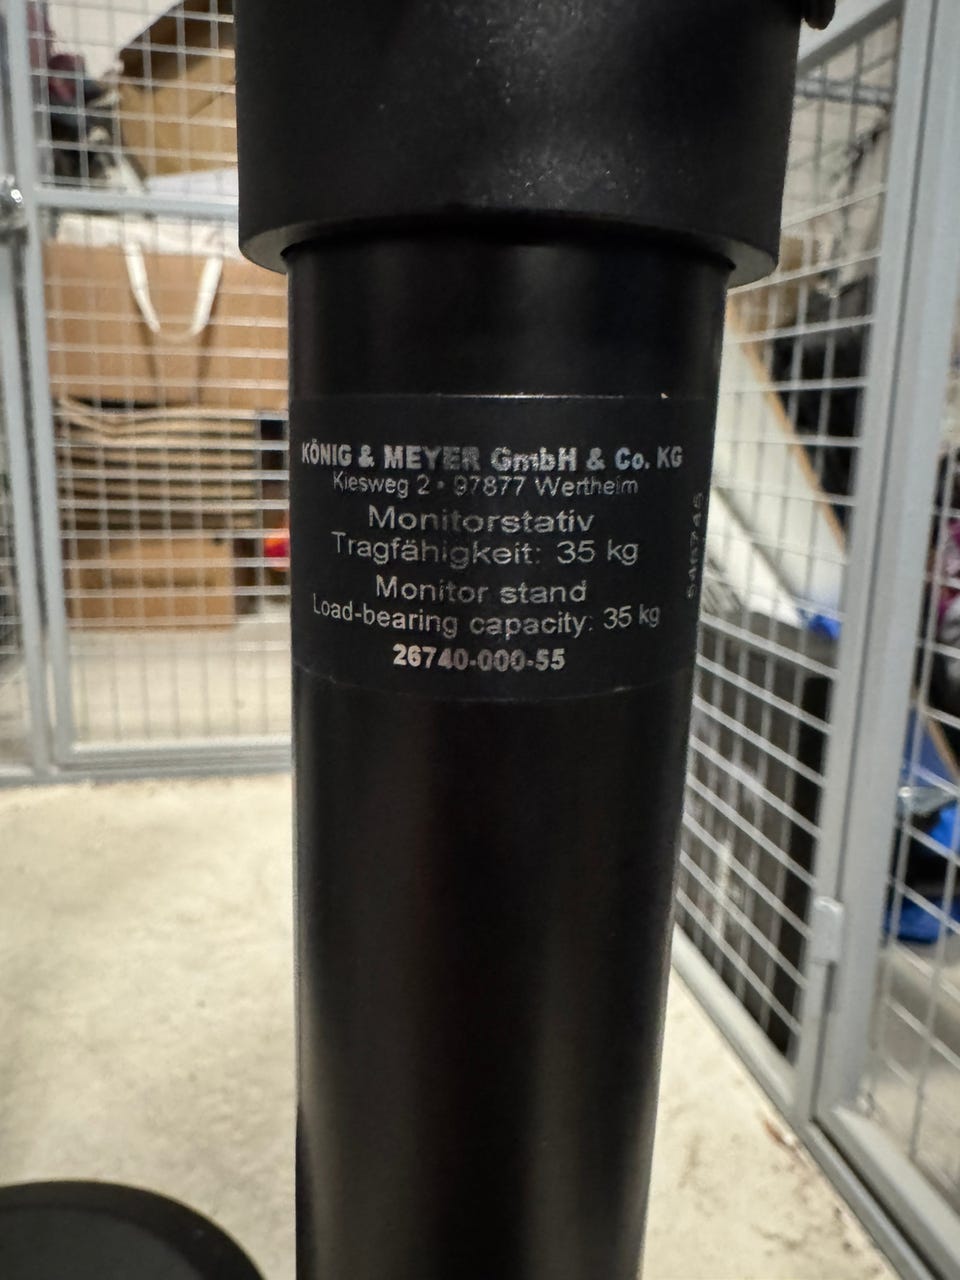 KÖNIG & MEYER GmbH & Co. KG
Kiesweg 2 • 97877 Wertheim
Monitorstativ
Tragfähigkeit: 35 kg
Monitor stand
Load-bearing capacity: 35 kg
26740-000-55